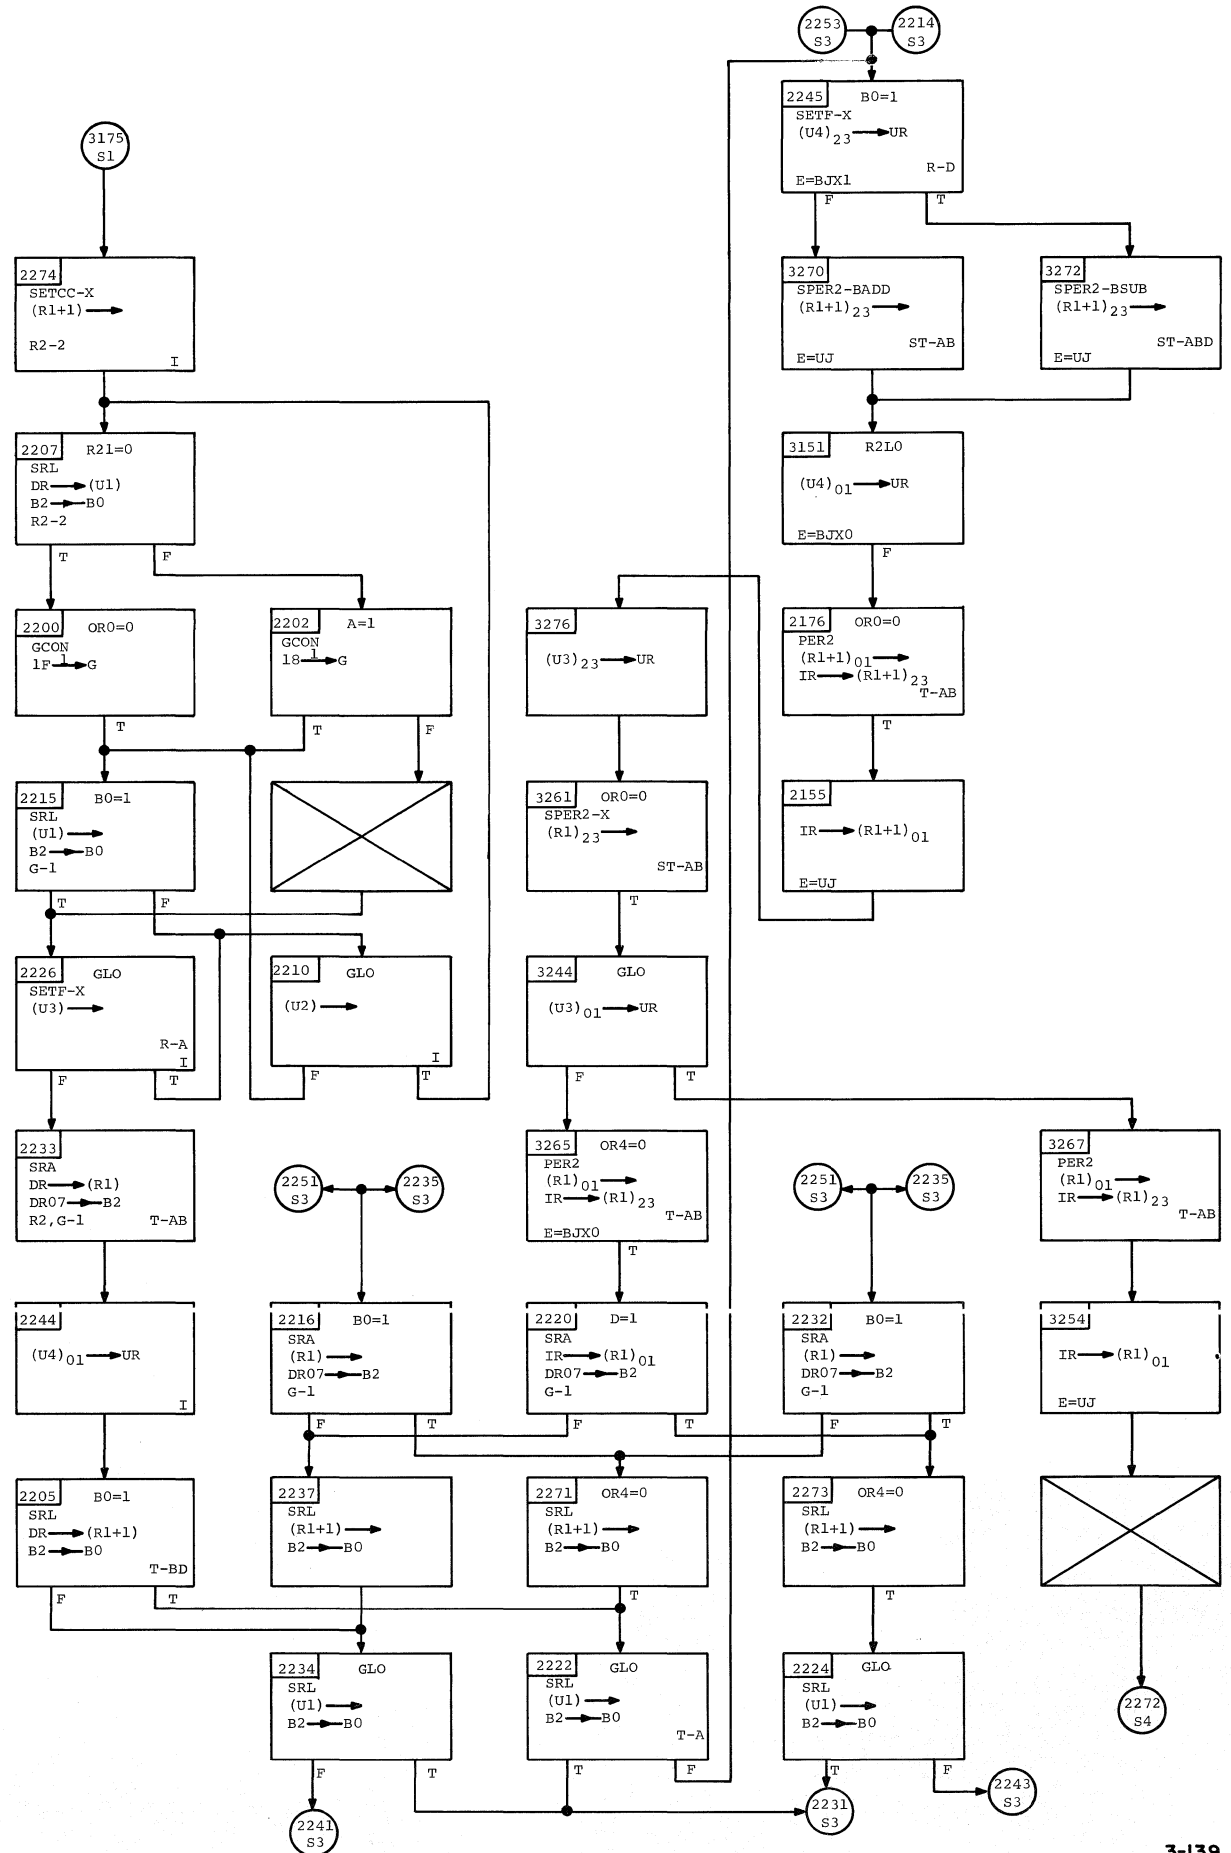 2253
S3
2214
S3
2245 B0=1
SETF-X
(U4)23→UR
R-D
E=BJX1
F
T
3175
S1
2274
SETCC-X
(R1+1)→
R2-2
I
3270
SPER2-BADD
(R1+1)23→
ST-AB
E=UJ
3272
SPER2-BSUB
(R1+1)23→
ST-ABD
E=UJ
2207 R21=0
SRL
DR→(U1)
B2→B0
R2-2
T
F
3151 R2L0
(U4)01→UR
E=BJX0
F
2200 OR0=0
GCON
1F→1G
T
2202 A=1
GCON
18→1G
T
F
3276
(U3)23→UR
2176 OR0=0
PER2
(R1+1)01→
IR→(R1+1)23
T-AB
T
2215 B0=1
SRL
(U1)→
B2→B0
G-1
T
F
3261 OR0=0
SPER2-X
(R1)23→
ST-AB
T
2155
IR→(R1+1)01
E=UJ
2226 GLO
SETF-X
(U3)→
R-A
I
F
T
2210 GLO
(U2)→
I
F
T
3244 GLO
(U3)01→UR
F
T
2233
SRA
DR→(R1)
DR07→B2
R2,G-1
T-AB
2251
S3
2235
S3
3265 OR4=0
PER2
(R1)01→
IR→(R1)23
T-AB
E=BJX0
T
2251
S3
2235
S3
3267
PER2
(R1)01→
IR→(R1)23
T-AB
2244
(U4)01→UR
I
2216 B0=1
SRA
(R1)→
DR07→B2
G-1
F
T
2220 D=1
SRA
IR→(R1)01
DR07→B2
G-1
F
T
2232 B0=1
SRA
(R1)→
DR07→B2
G-1
F
T
3254
IR→(R1)01
E=UJ
2205 B0=1
SRL
DR→(R1+1)
B2→B0
T-BD
F
T
2237
SRL
(R1+1)→
B2→B0
2271 OR4=0
SRL
(R1+1)→
B2→B0
T
2273 OR4=0
SRL
(R1+1)→
B2→B0
T
2234 GLO
SRL
(U1)→
B2→B0
F
T
2222 GLO
SRL
(U1)→
B2→B0
T-A
T
F
2224 GLO
SRL
(U1)→
B2→B0
T
F
2272
S4
2241
S3
2231
S3
2243
S3
3-139